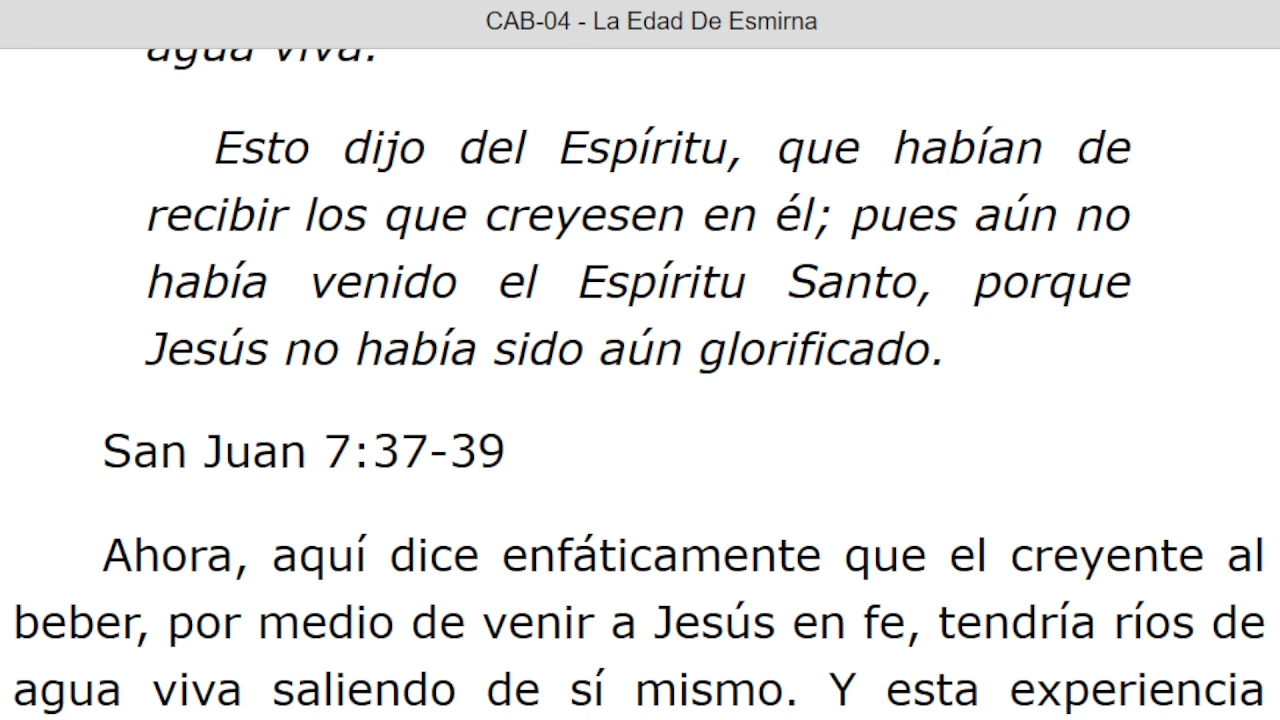 CAB-04 - La Edad De Esmirna
agua viva.
Esto dijo del Espíritu, que habían de
recibir los que creyesen en él; pues aún no
había venido el Espíritu Santo, porque
Jesús no había sido aún glorificado.
San Juan 7:37-39
Ahora, aquí dice enfáticamente que el creyente al
beber, por medio de venir a Jesús en fe, tendría ríos de
agua viva saliendo de sí mismo. Y esta experiencia